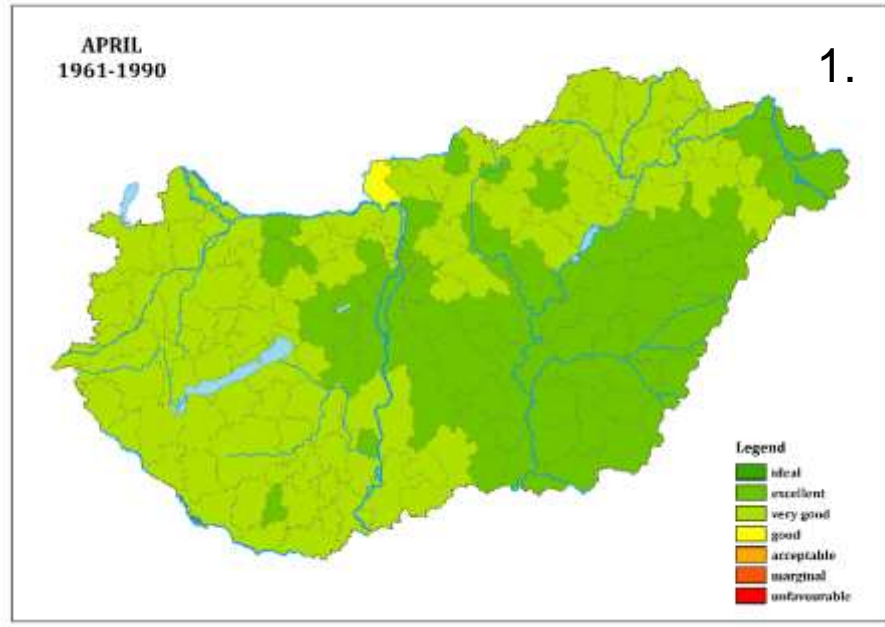 APRIL
1961-1990
1.
Legend
ideal
excellent
very good
good
acceptable
marginal
unfavourable